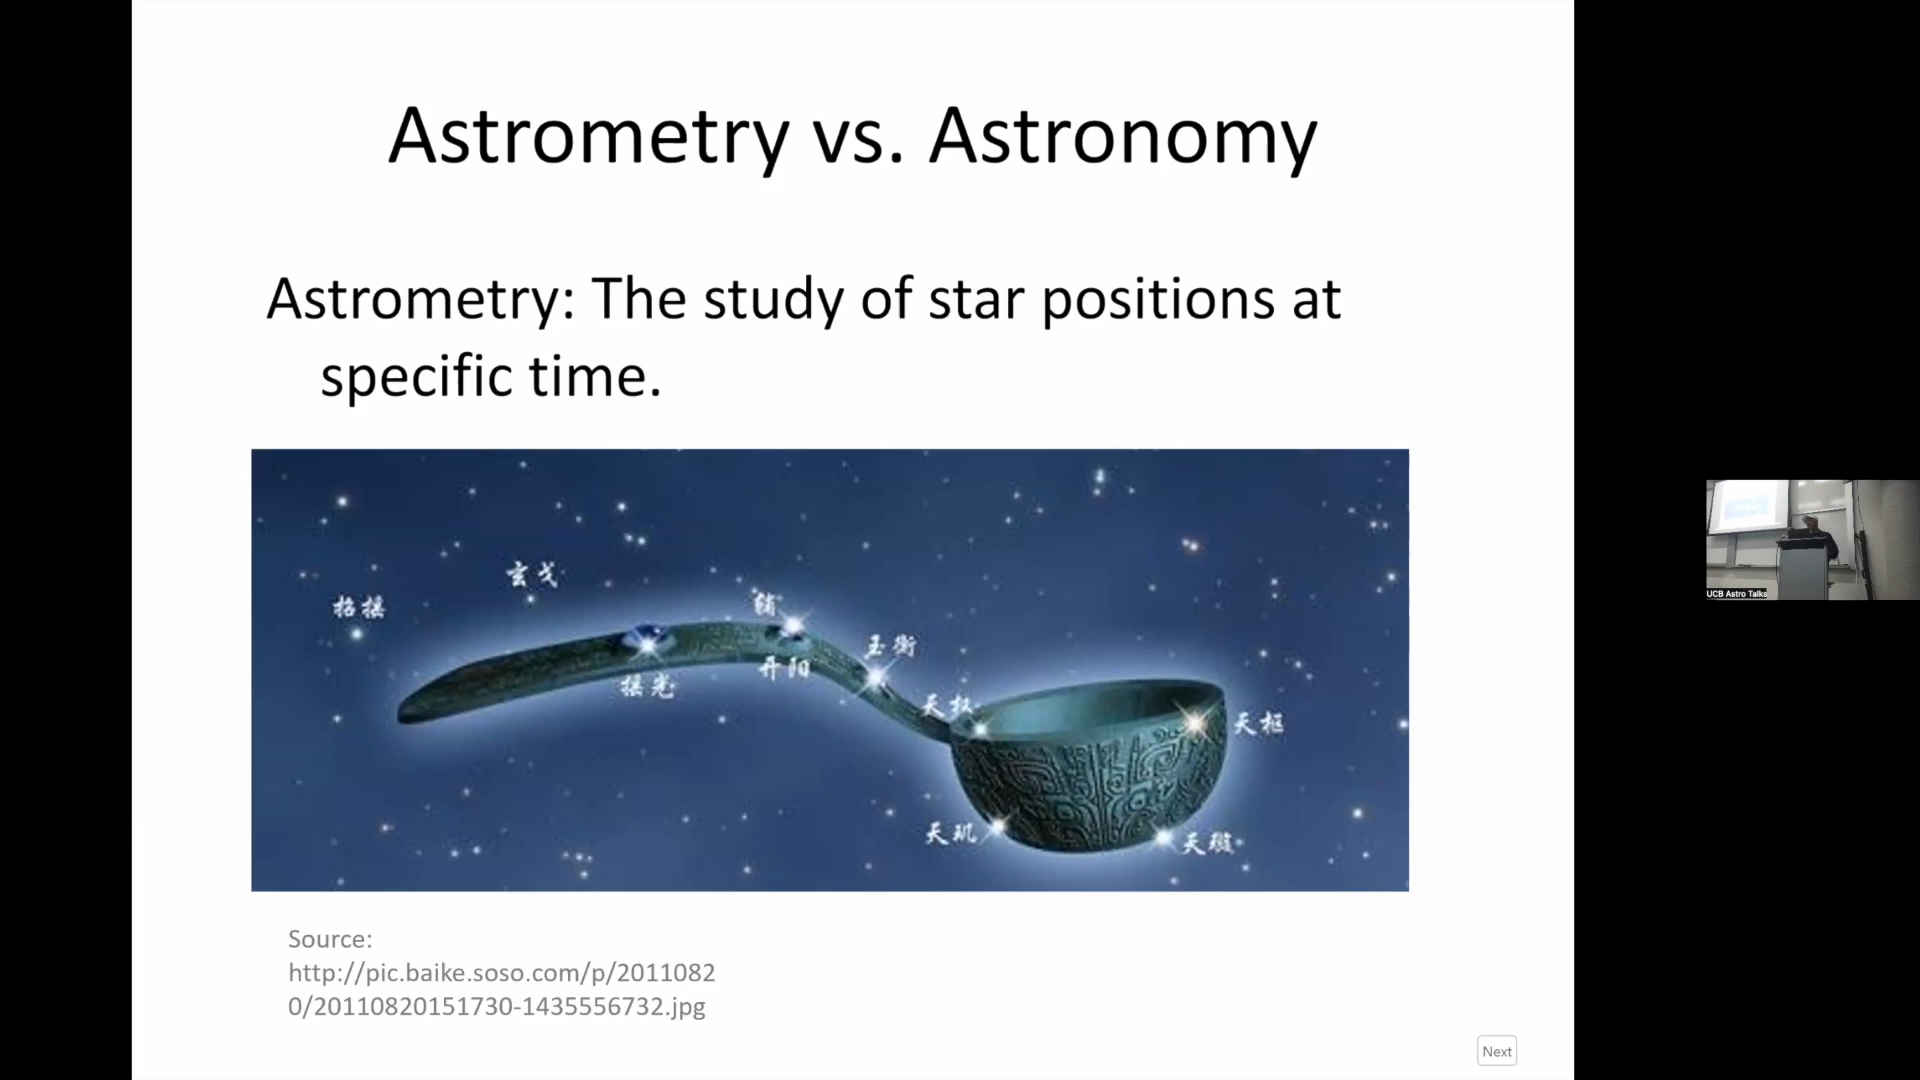 Astrometry vs. Astronomy
Astrometry: The study of star positions at
specific time.
玄戈
招摇
辅
玉衡
开阳
摇光
天权
天枢
天玑
天璇
Source:
http://pic.baike.soso.com/p/2011082
0/20110820151730-1435556732.jpg
Next
UCB Astro Talks